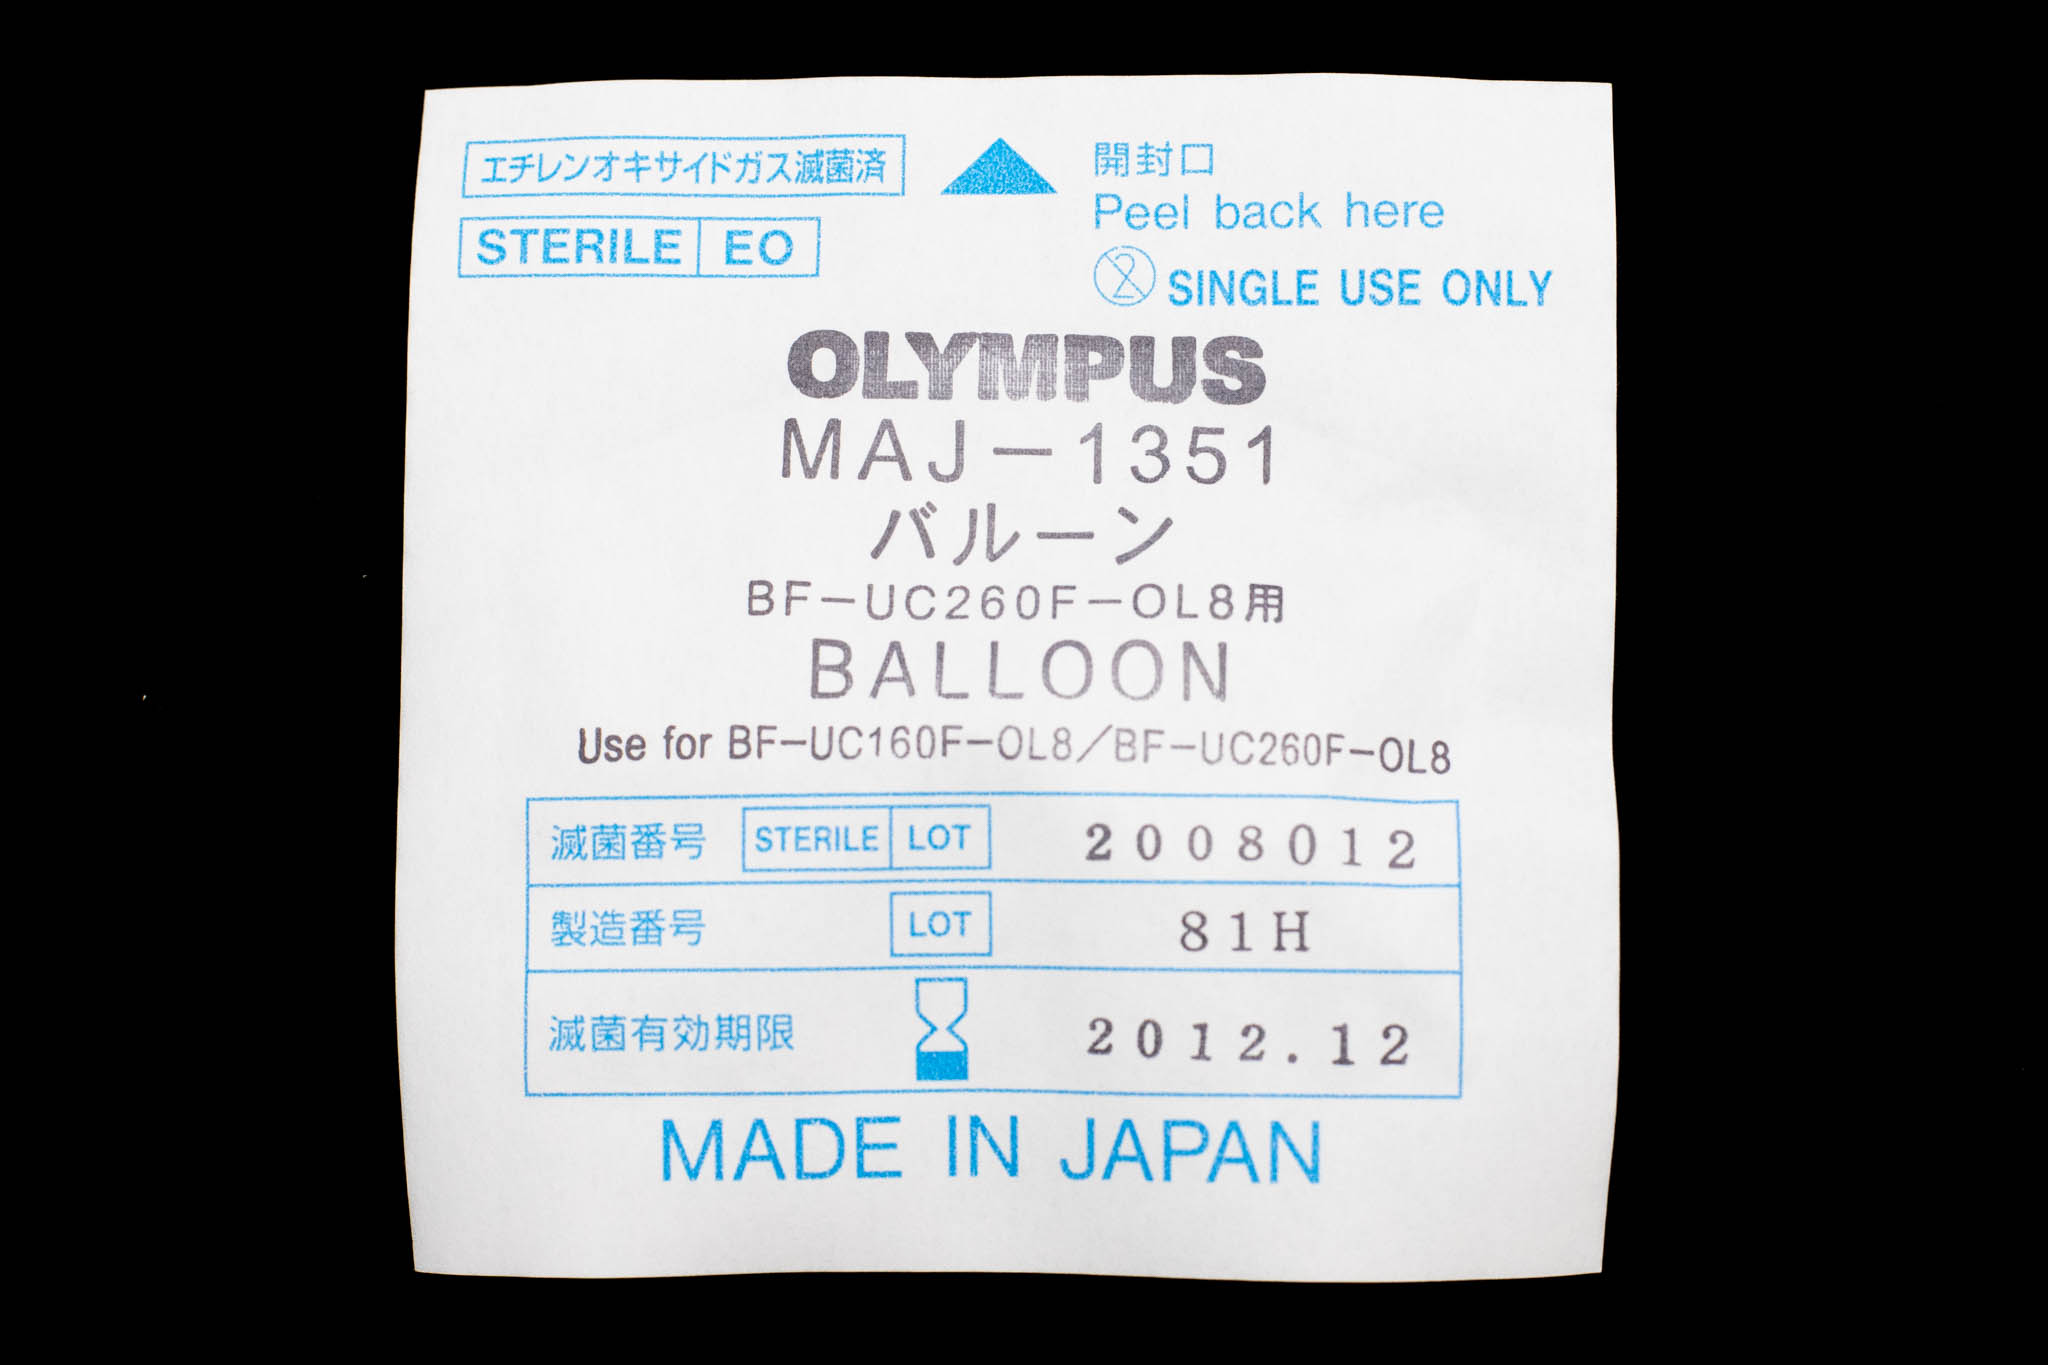 エチレンオキサイドガス滅菌済
STERILE EO
開封口
Peel back here
2 SINGLE USE ONLY
OLYMPUS
MAJ-1351
バルーン
BF-UC260F-OL8用
BALLOON
Use for BF-UC160F-OL8/BF-UC260F-OL8
滅菌番号 STERILE LOT 2008012
製造番号 LOT 81H
滅菌有効期限 2012.12
MADE IN JAPAN